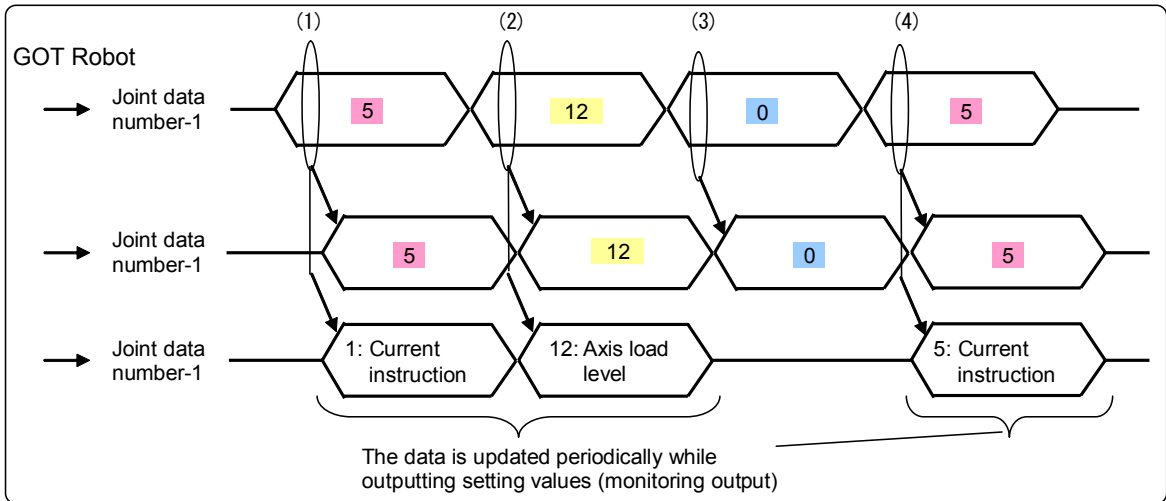 (1) (2) (3) (4)
GOT Robot
Joint data
number-1
5 12 0 5
Joint data
number-1
5 12 0 5
Joint data
number-1
1: Current
instruction
12: Axis load
level
5: Current
instruction
The data is updated periodically while
outputting setting values (monitoring output)